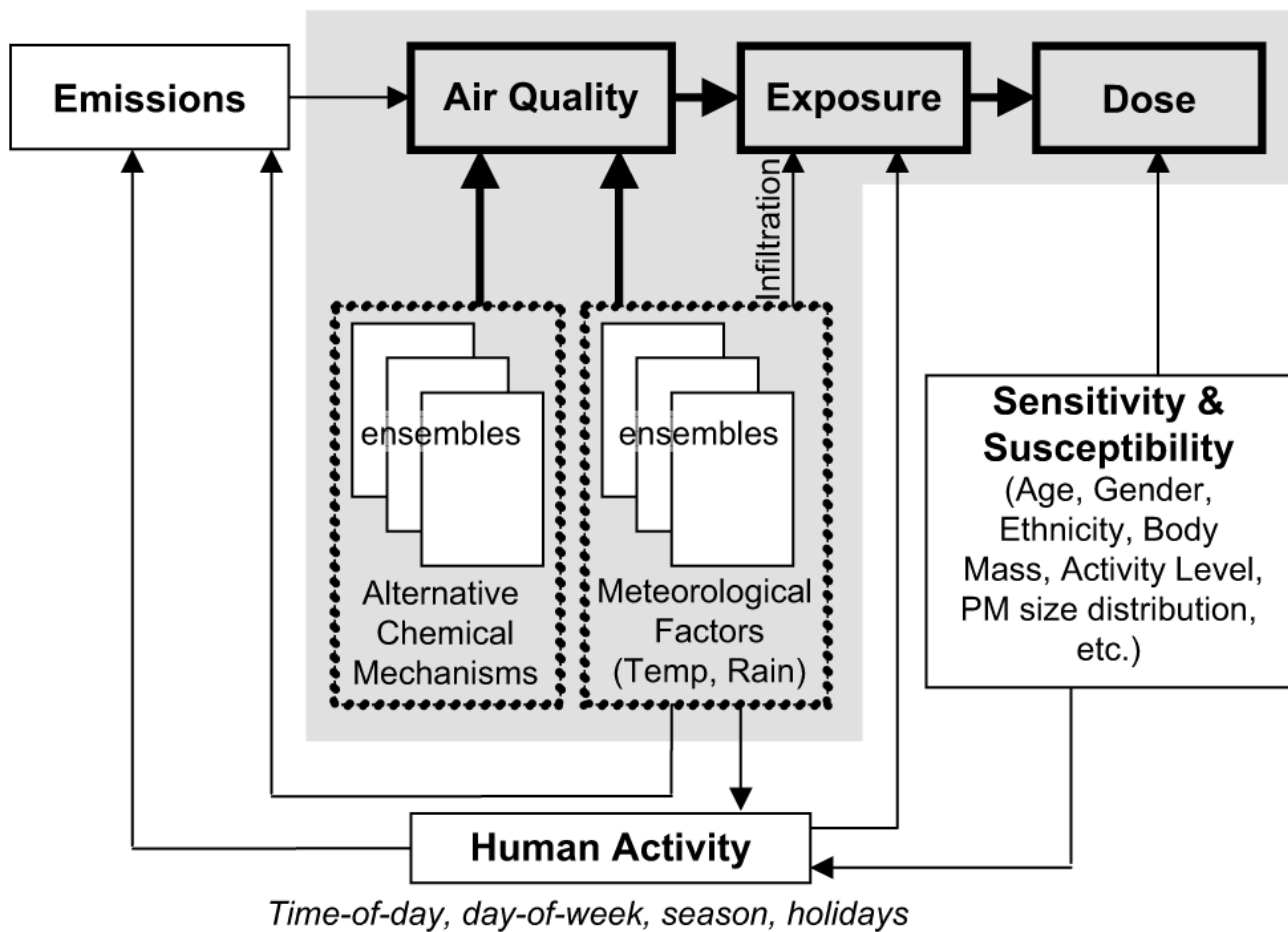 Emissions
Air Quality
Exposure
Dose
Infiltration
ensembles
ensembles
Alternative
Chemical
Mechanisms
Meteorological
Factors
(Temp, Rain)
Sensitivity &
Susceptibility
(Age, Gender,
Ethnicity, Body
Mass, Activity Level,
PM size distribution,
etc.)
Human Activity
Time-of-day, day-of-week, season, holidays